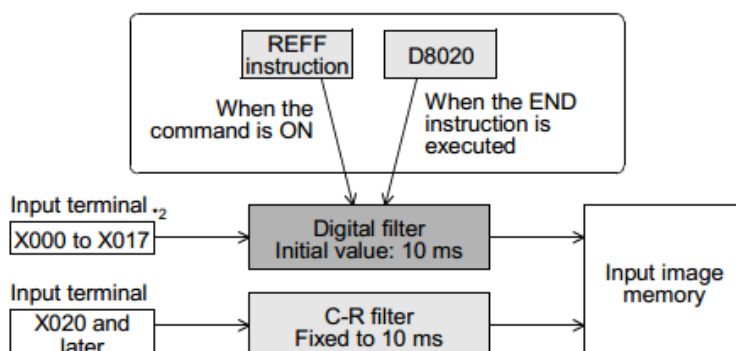 REFF
instruction
D8020
When the
command is ON
When the END
instruction is
executed
Input terminal *2
X000 to X017
Digital filter
Initial value: 10 ms
Input image
memory
Input terminal
X020 and
later
C-R filter
Fixed to 10 ms